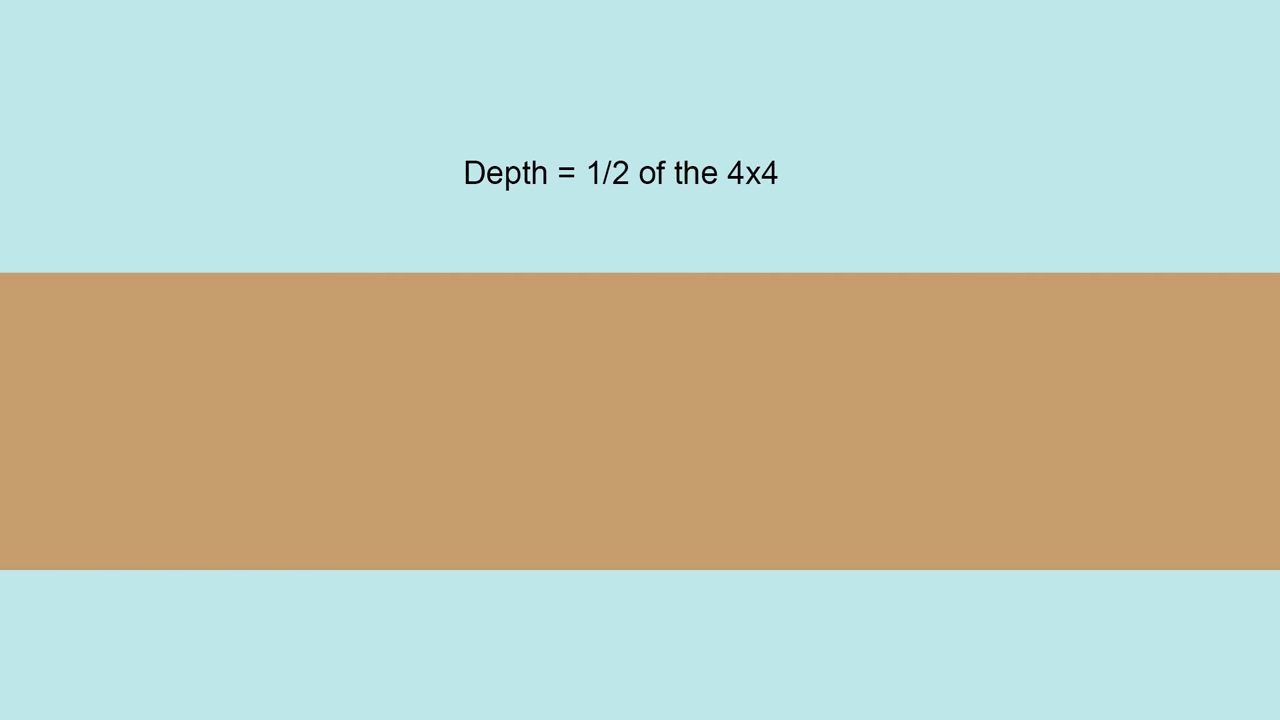 Depth = 1/2 of the 4x4